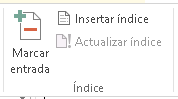 Marcar
entrada
Insertar índice
Actualizar índice
Índice